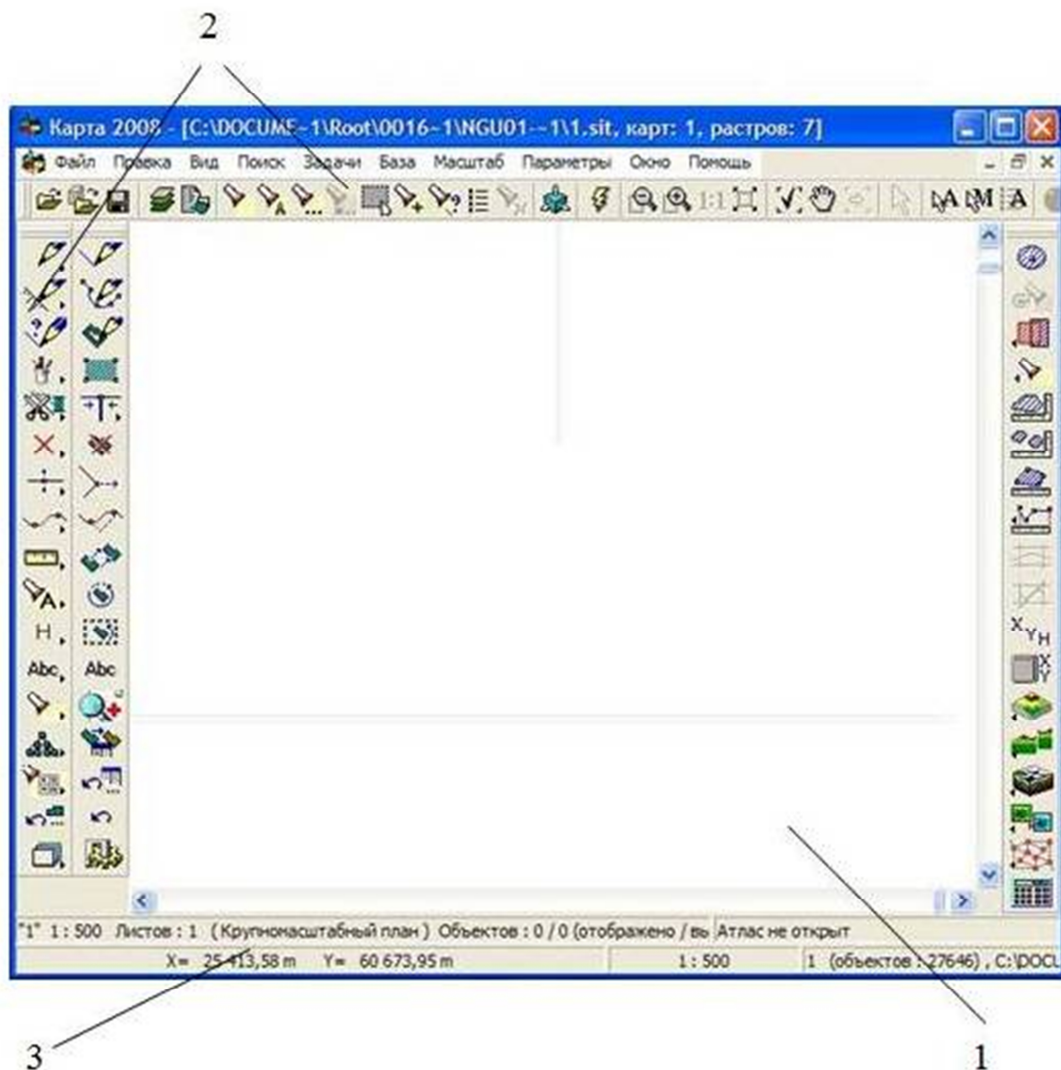 2
Карта 2008 - [C:\DOCUME~1\Root\0016~1\NGU01-~1\1.sit, карт: 1, растров: 7]
Файл Правка Вид Поиск Задачи База Масштаб Параметры Окно Помощь
1:1 A M A
A
H
Abc Abc
X Y H
X Y
"1" 1 : 500 Листов : 1 (Крупномасштабный план) Объектов : 0 / 0 (отображено / вы Атлас не открыт
X= 25 413,58 m Y= 60 673,95 m 1 : 500 1 (объектов : 27646) , C:\DOCU
3 1